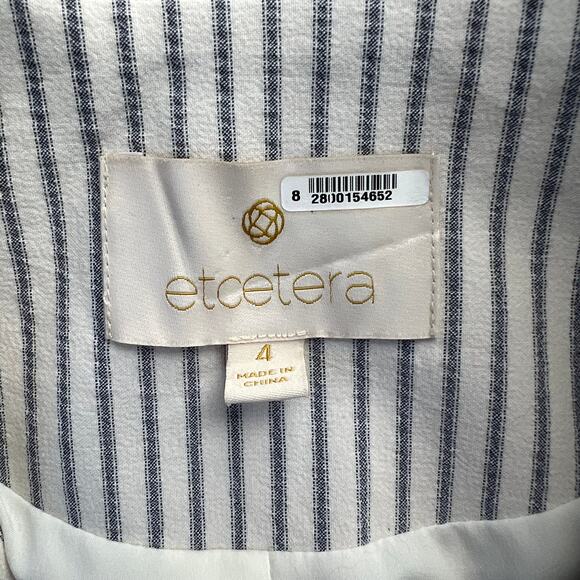 8 2800154652
etcetera
4
MADE IN
CHINA